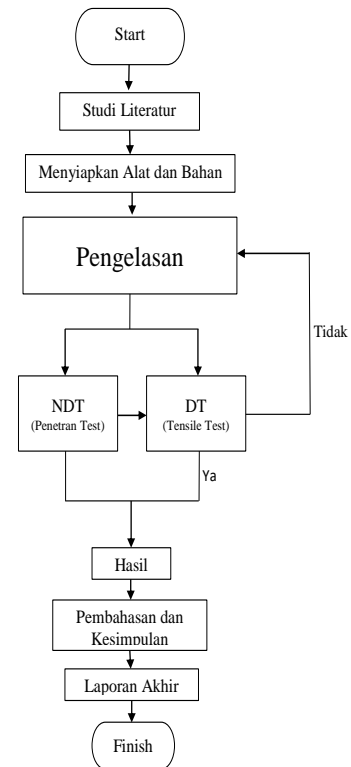 Start
Studi Literatur
Menyiapkan Alat dan Bahan
Pengelasan
Tidak
NDT
(Penetran Test)
DT
(Tensile Test)
Ya
Hasil
Pembahasan dan
Kesimpulan
Laporan Akhir
Finish